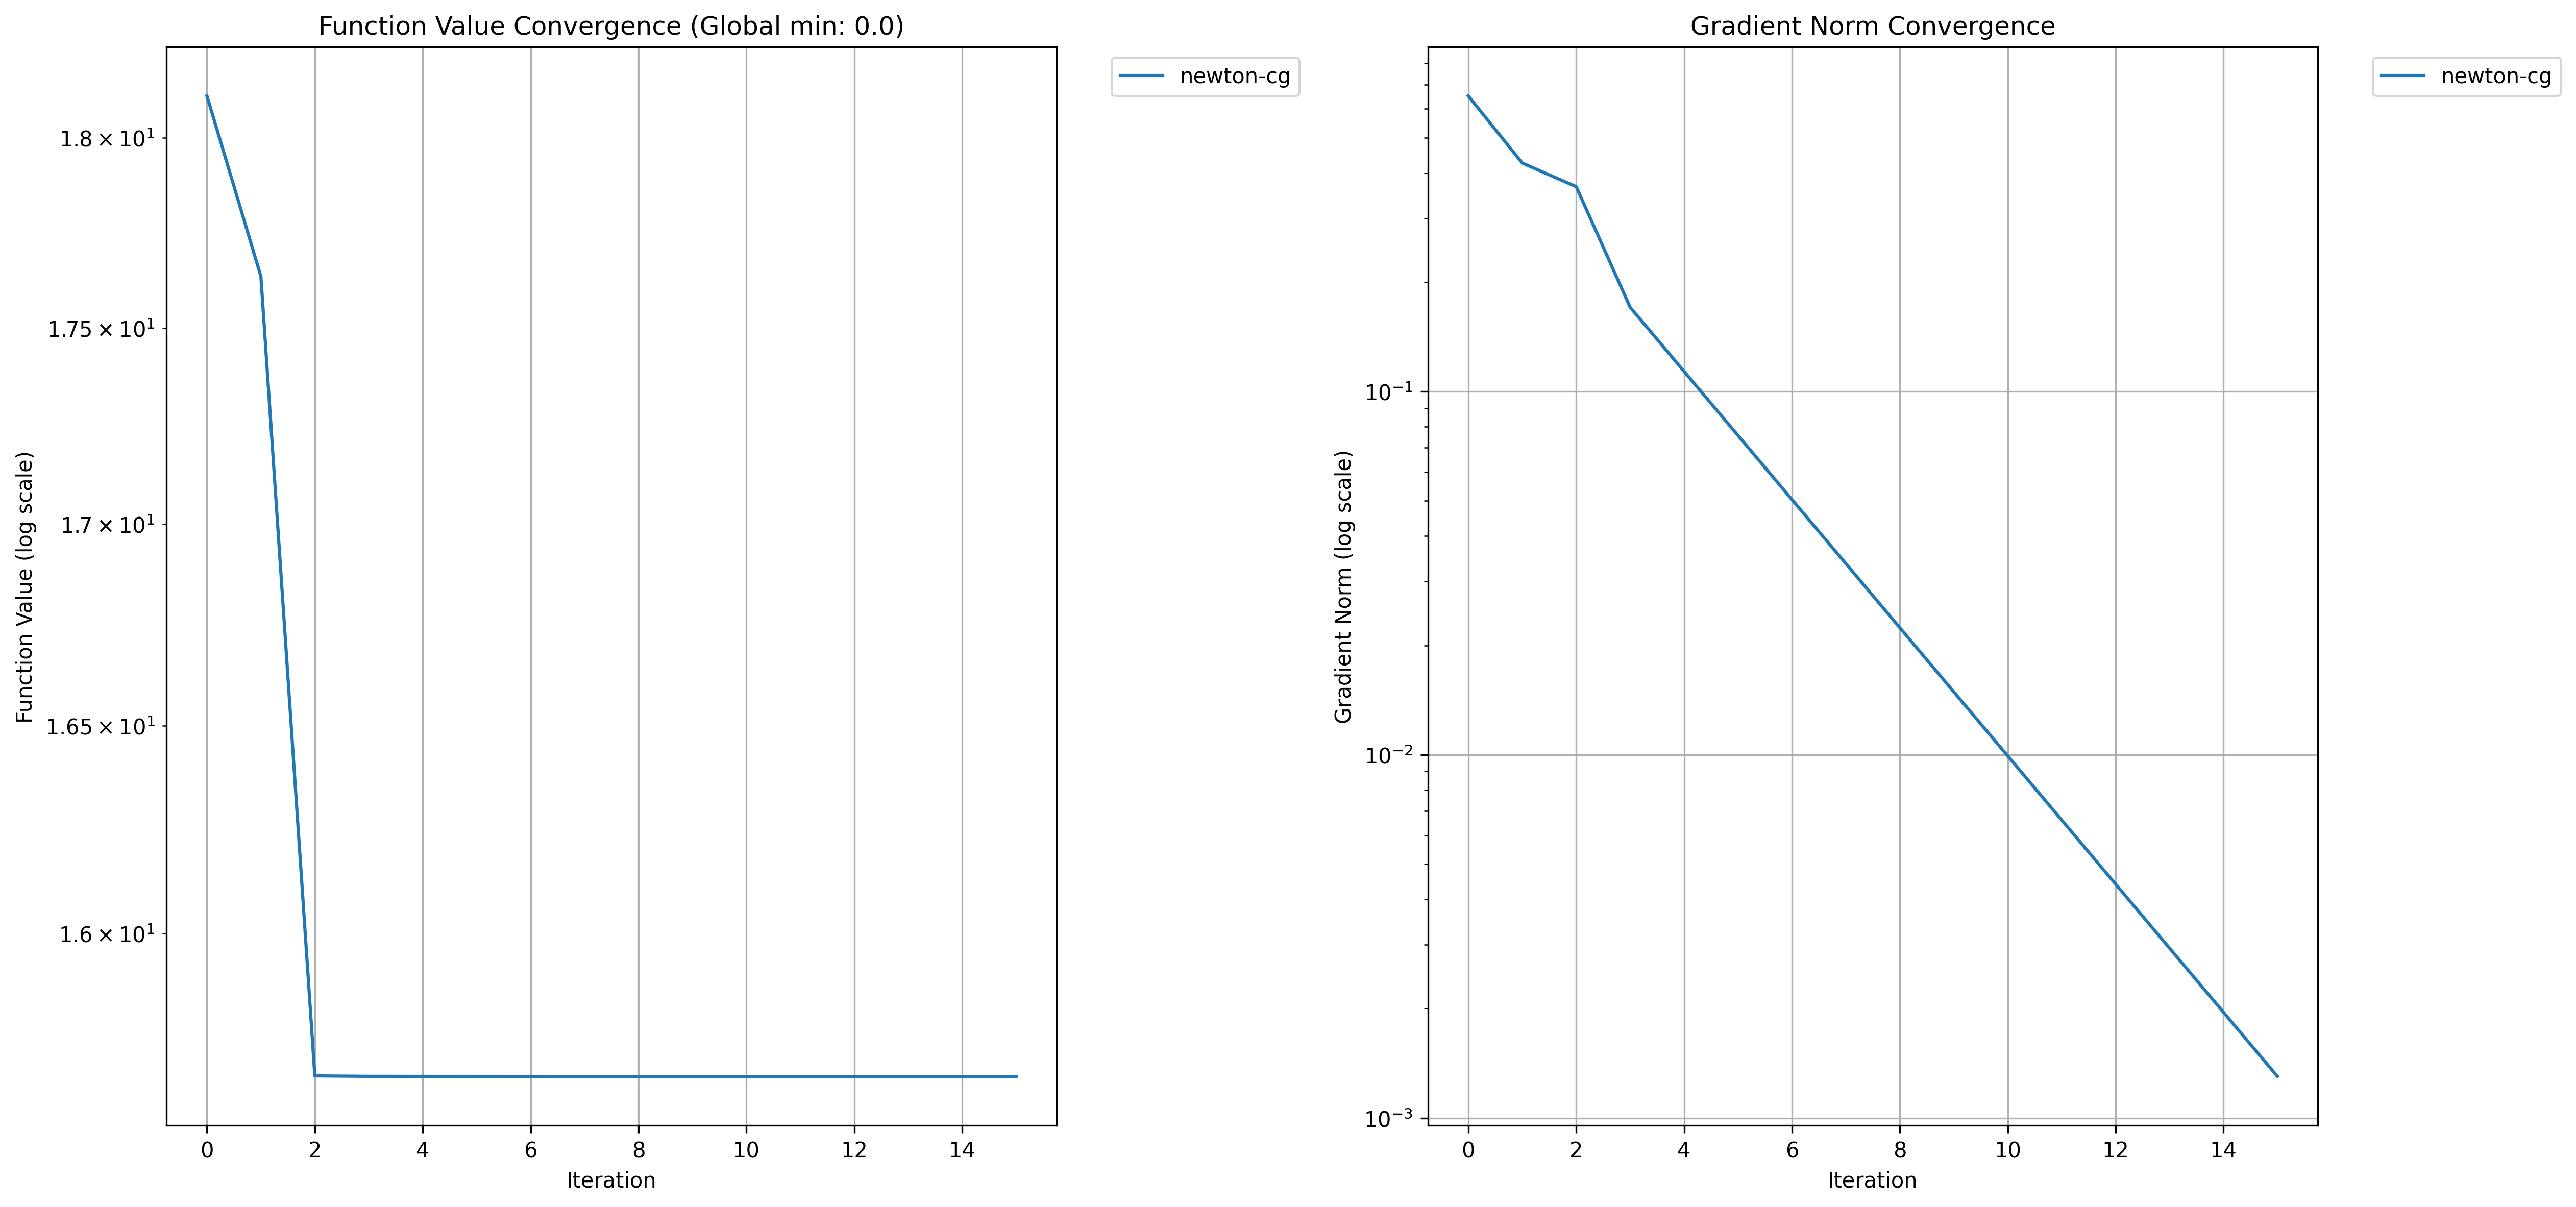 Function Value Convergence (Global min: 0.0)
newton-cg
Function Value (log scale)
1.8 × 10¹
1.75 × 10¹
1.7 × 10¹
1.65 × 10¹
1.6 × 10¹
0 2 4 6 8 10 12 14
Iteration
Gradient Norm Convergence
newton-cg
Gradient Norm (log scale)
10⁻¹
10⁻²
10⁻³
0 2 4 6 8 10 12 14
Iteration